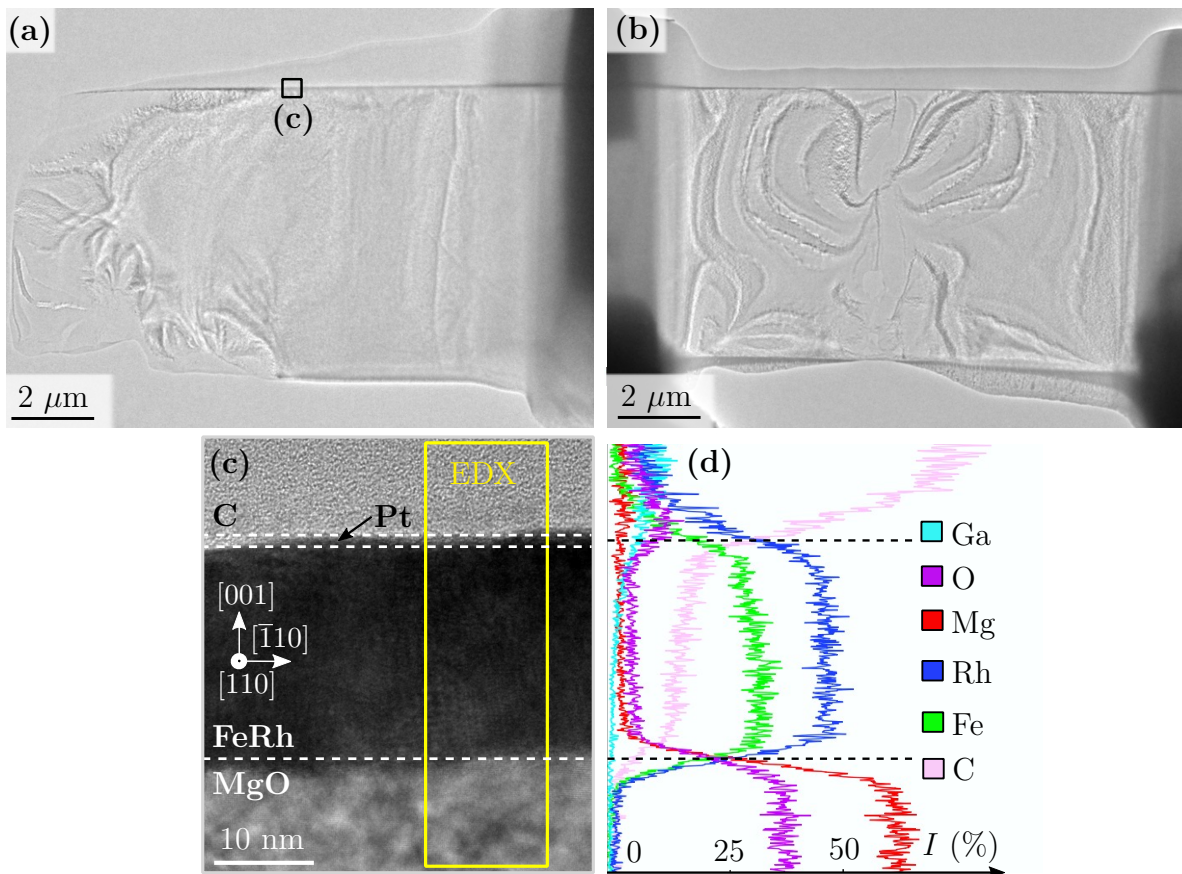 (a)
(c)
2 μm
(b)
2 μm
(c)
EDX
C
Pt
[001]
[1̅10]
[110]
FeRh
MgO
10 nm
(d)
Ga
O
Mg
Rh
Fe
C
0 25 50 I (%)